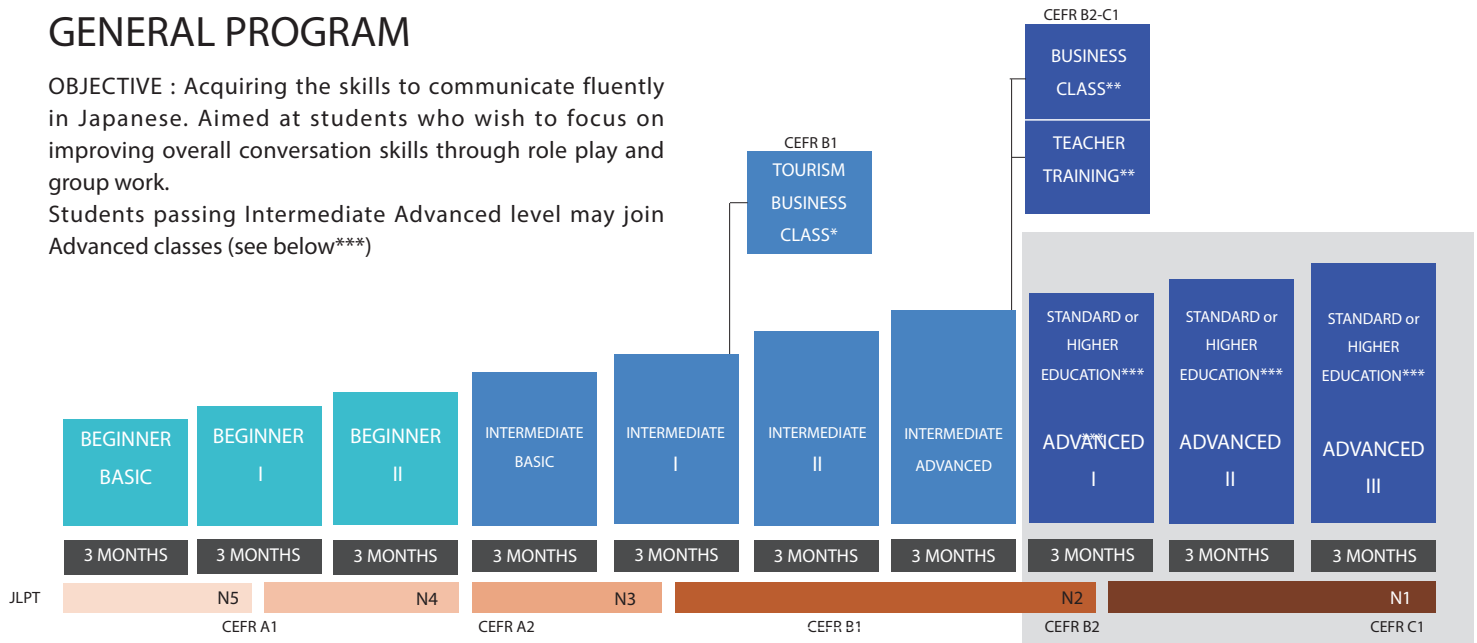 GENERAL PROGRAM
OBJECTIVE : Acquiring the skills to communicate fluently
in Japanese. Aimed at students who wish to focus on
improving overall conversation skills through role play and
group work.
Students passing Intermediate Advanced level may join
Advanced classes (see below***)
CEFR B1
TOURISM
BUSINESS
CLASS*
CEFR B2-C1
BUSINESS
CLASS**
TEACHER
TRAINING**
BEGINNER
BASIC
BEGINNER
I
BEGINNER
II
INTERMEDIATE
BASIC
INTERMEDIATE
I
INTERMEDIATE
II
INTERMEDIATE
ADVANCED
STANDARD or
HIGHER
EDUCATION***
***
ADVANCED
I
STANDARD or
HIGHER
EDUCATION***
ADVANCED
II
STANDARD or
HIGHER
EDUCATION***
ADVANCED
III
3 MONTHS
3 MONTHS
3 MONTHS
3 MONTHS
3 MONTHS
3 MONTHS
3 MONTHS
3 MONTHS
3 MONTHS
3 MONTHS
JLPT
N5
N4
N3
N2
N1
CEFR A1
CEFR A2
CEFR B1
CEFR B2
CEFR C1